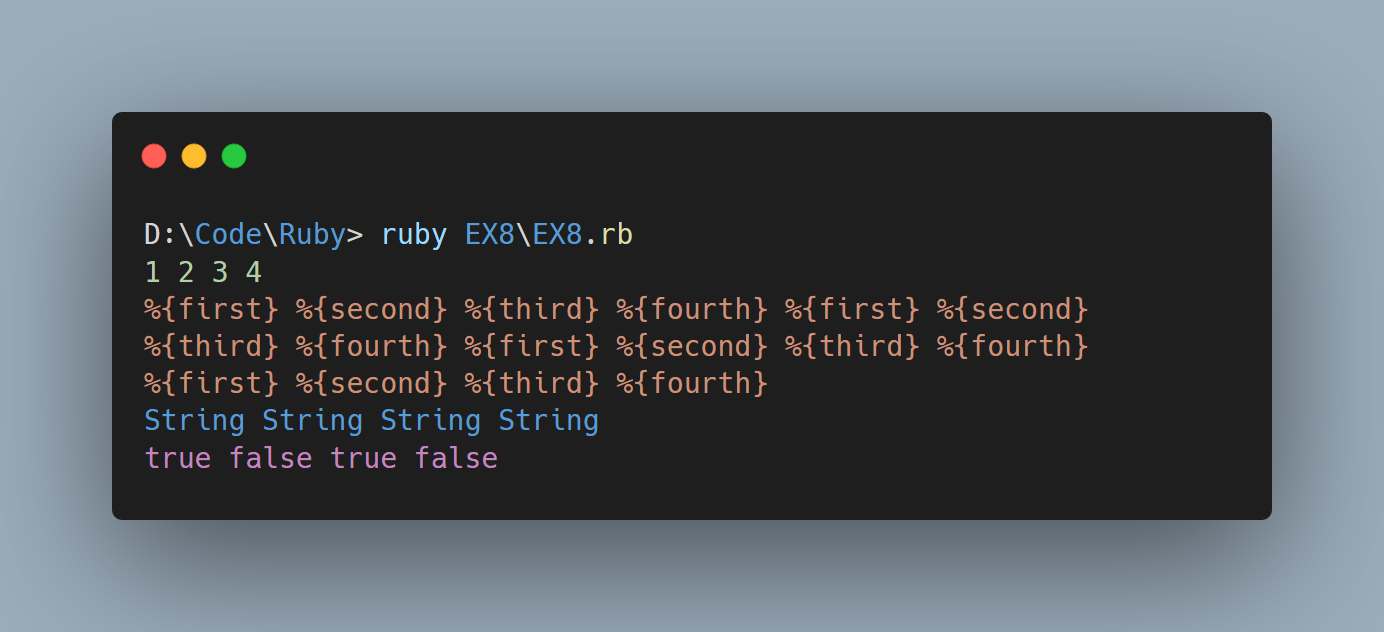 D:\Code\Ruby> ruby EX8\EX8.rb
1 2 3 4
%{first} %{second} %{third} %{fourth} %{first} %{second}
%{third} %{fourth} %{first} %{second} %{third} %{fourth}
%{first} %{second} %{third} %{fourth}
String String String String
true false true false